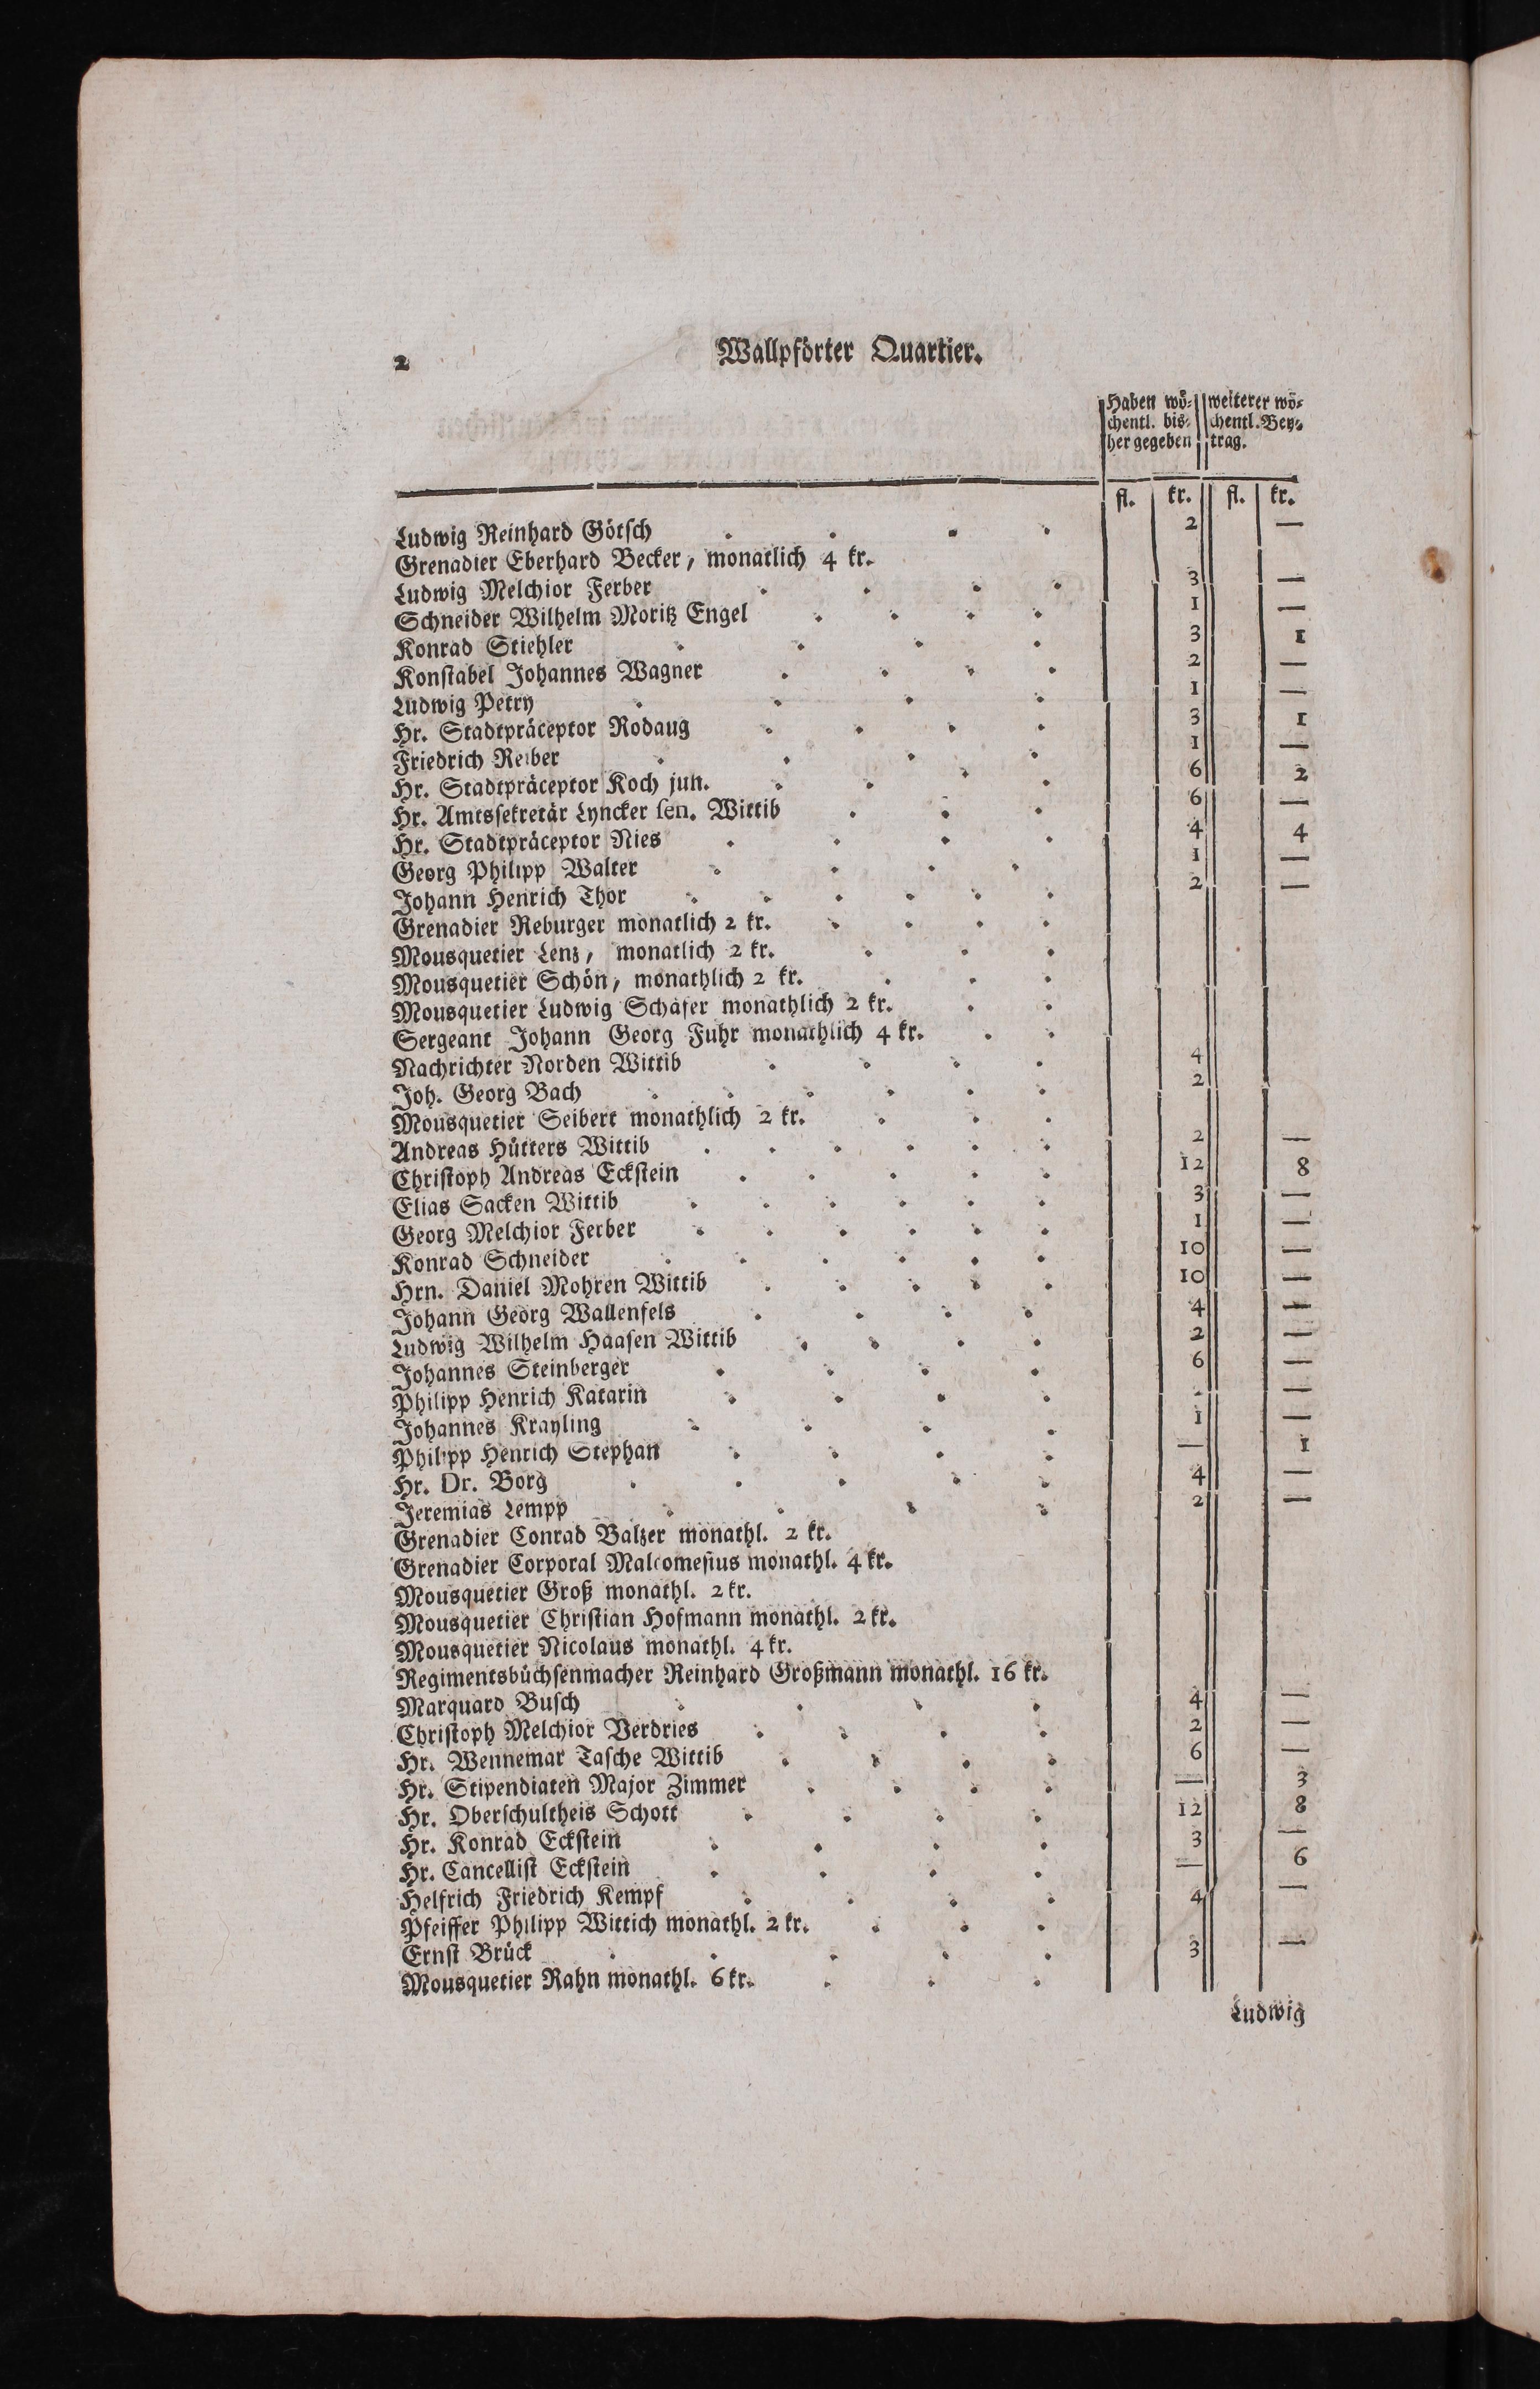 2 Wallpförter Quartier.
Haben wö⸗ weiterer wö⸗
chentl. bis⸗ chentl. Bey⸗
her gegeben trag.
fl. kr. fl. kr.
Ludwig Reinhard Götsch . . . . 2 —
Grenadier Eberhard Becker, monatlich 4 kr.
Ludwig Melchior Ferber . . . . 3 —
Schneider Wilhelm Moritz Engel . . . . 1 —
Konrad Stiehler . . . . 3 1
Konstabel Johannes Wagner . . . . 2 —
Ludwig Petry . . . . 1 —
Hr. Stadtpräceptor Rodaug . . . . 3 1
Friedrich Reiber . . . . 1 —
Hr. Stadtpräceptor Koch jun. . . . . 6 2
Hr. Amtssekretär Lyncker sen. Wittib . . . 6 —
Hr. Stadtpräceptor Nies . . . . 4 4
Georg Philipp Walter . . . . 1 —
Johann Henrich Thor . . . . . . 2 —
Grenadier Reburger monatlich 2 kr. . . . .
Mousquetier Lenz, monatlich 2 kr. . . .
Mousquetier Schön, monathlich 2 kr. . . .
Mousquetier Ludwig Schäfer monathlich 2 kr. . .
Sergeant Johann Georg Fuhr monathlich 4 kr. . .
Nachrichter Norden Wittib . . . . 4
Joh. Georg Bach . . . . . 2
Mousquetier Seibert monathlich 2 kr. . . .
Andreas Hütters Wittib . . . . . . 2 —
Christoph Andreas Eckstein . . . . . 12 8
Elias Sacken Wittib . . . . . . 3 —
Georg Melchior Ferber . . . . . . 1 —
Konrad Schneider . . . . . . 10 —
Hrn. Daniel Mohren Wittib . . . . . 10 —
Johann Georg Wallenfels . . . . 4 —
Ludwig Wilhelm Haasen Wittib . . . . 2 —
Johannes Steinberger . . . . 6 —
Philipp Henrich Katarin . . . . —
Johannes Krayling . . . . 1 —
Philipp Henrich Stephan . . . . — 1
Hr. Dr. Borg . . . . . 4 —
Jeremias Lempp . . . . 2 —
Grenadier Conrad Balzer monathl. 2 kr.
Grenadier Corporal Malcomesius monathl. 4 kr.
Mousquetier Groß monathl. 2 kr.
Mousquetier Christian Hofmann monathl. 2 kr.
Mousquetier Nicolaus monathl. 4 kr.
Regimentsbüchsenmacher Reinhard Großmann monathl. 16 kr.
Marquard Busch . . . . 4 —
Christoph Melchior Verdries . . . . 2 —
Hr. Wennemar Tasche Wittib . . . . 6 —
Hr. Stipendiaten Major Zimmer . . . . — 3
Hr. Oberschultheis Schott . . . . 12 8
Hr. Konrad Eckstein . . . . 3 —
Hr. Cancellist Eckstein . . . . — 6
Helfrich Friedrich Kempf . . . . 4 —
Pfeiffer Philipp Wittich monathl. 2 kr. . . .
Ernst Brück . . . . . 3 —
Mousquetier Rahn monathl. 6 kr. . . .
Ludwig